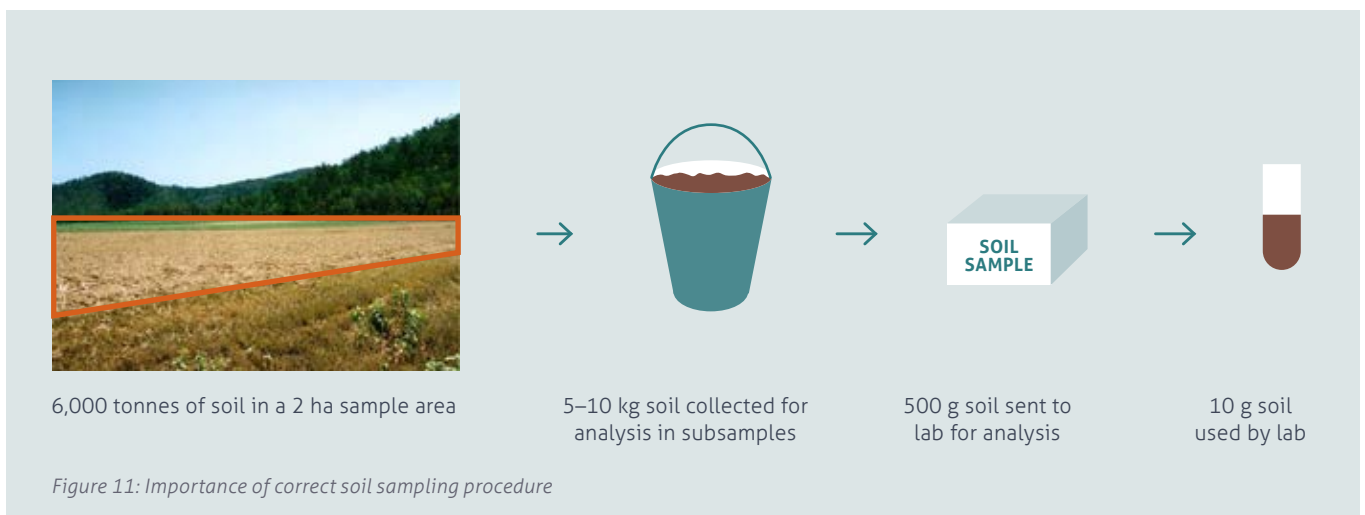 SOIL
SAMPLE
6,000 tonnes of soil in a 2 ha sample area
5–10 kg soil collected for
analysis in subsamples
500 g soil sent to
lab for analysis
10 g soil
used by lab
Figure 11: Importance of correct soil sampling procedure